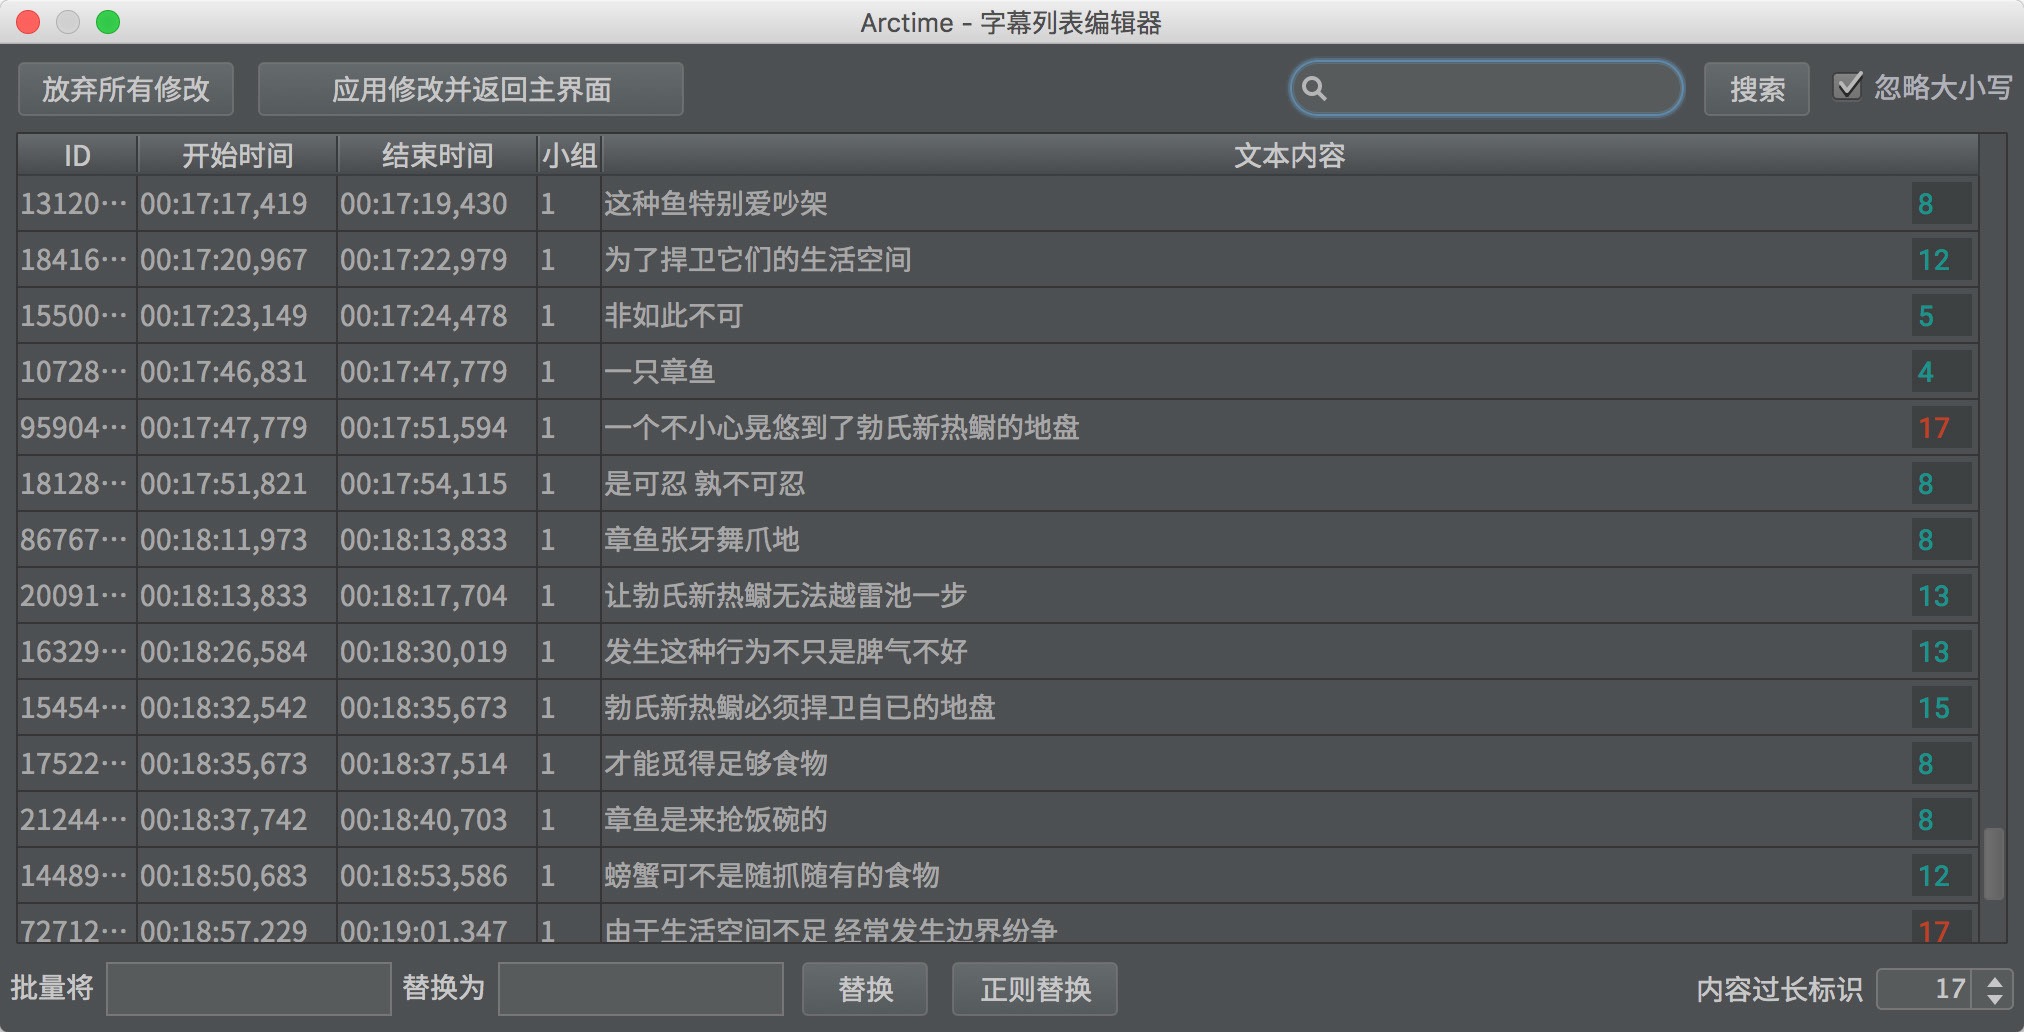 Arctime - 字幕列表编辑器
放弃所有修改 应用修改并返回主界面 搜索 忽略大小写
ID 开始时间 结束时间 小组 文本内容
13120··· 00:17:17,419 00:17:19,430 1 这种鱼特别爱吵架 8
18416··· 00:17:20,967 00:17:22,979 1 为了捍卫它们的生活空间 12
15500··· 00:17:23,149 00:17:24,478 1 非如此不可 5
10728··· 00:17:46,831 00:17:47,779 1 一只章鱼 4
95904··· 00:17:47,779 00:17:51,594 1 一个不小心晃悠到了勃氏新热鳚的地盘 17
18128··· 00:17:51,821 00:17:54,115 1 是可忍 孰不可忍 8
86767··· 00:18:11,973 00:18:13,833 1 章鱼张牙舞爪地 8
20091··· 00:18:13,833 00:18:17,704 1 让勃氏新热鳚无法越雷池一步 13
16329··· 00:18:26,584 00:18:30,019 1 发生这种行为不只是脾气不好 13
15454··· 00:18:32,542 00:18:35,673 1 勃氏新热鳚必须捍卫自已的地盘 15
17522··· 00:18:35,673 00:18:37,514 1 才能觅得足够食物 8
21244··· 00:18:37,742 00:18:40,703 1 章鱼是来抢饭碗的 8
14489··· 00:18:50,683 00:18:53,586 1 螃蟹可不是随抓随有的食物 12
72712··· 00:18:57,229 00:19:01,347 1 由于生活空间不足 经常发生边界纷争 17
批量将 替换为 替换 正则替换 内容过长标识 17